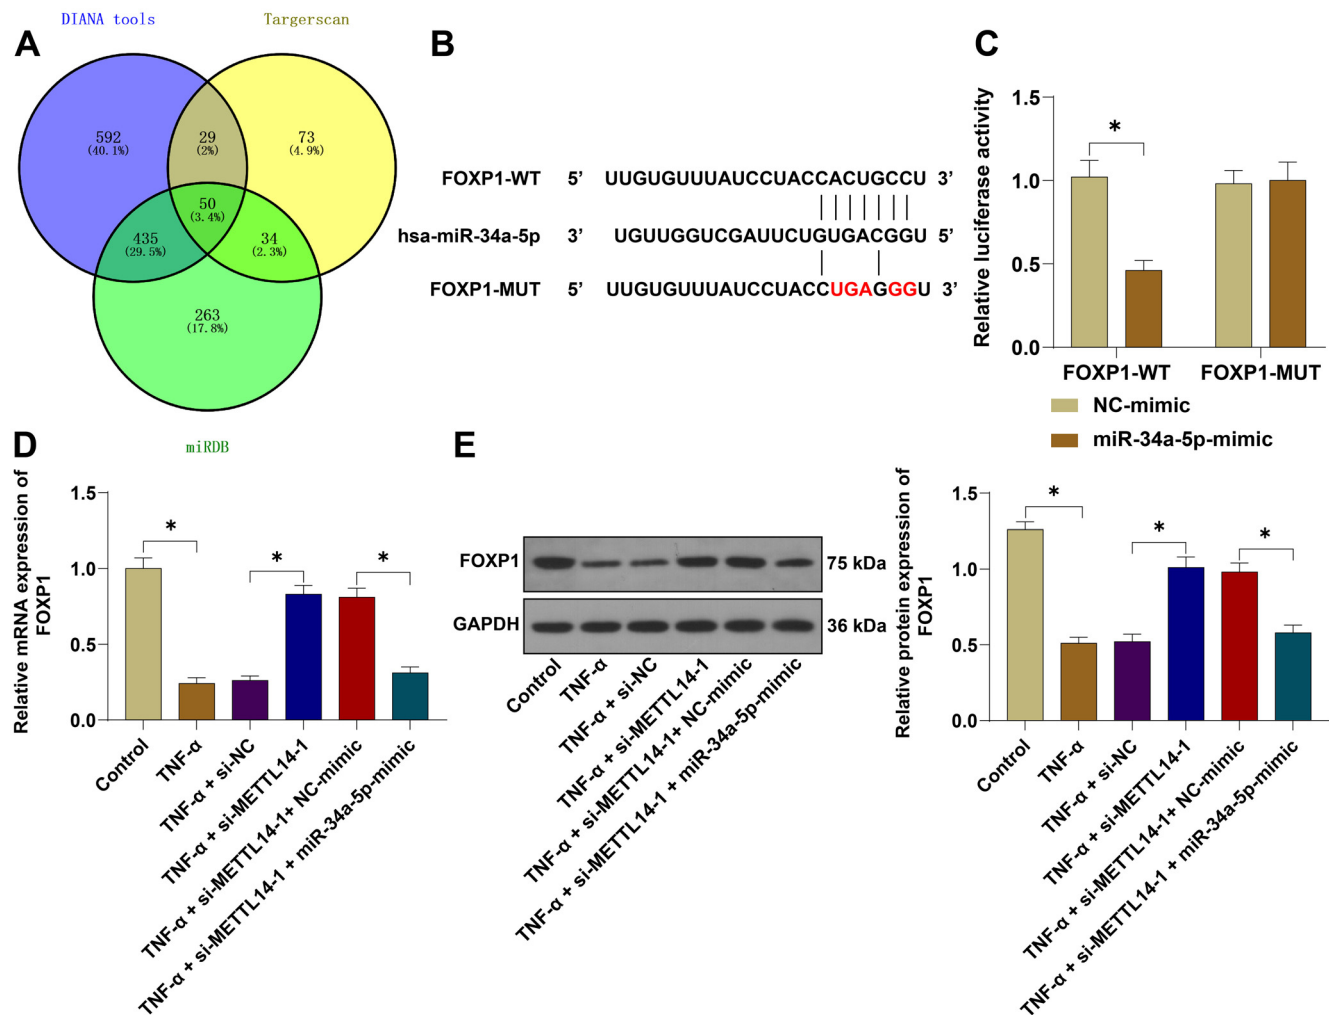 DIANA tools
Targerscan
A
592
(40.1%)
29
(2%)
73
(4.9%)
50
(3.4%)
435
(29.5%)
34
(2.3%)
263
(17.8%)
miRDB
B
FOXP1-WT 5’ UUGUGUUUAUCCUACCACUGCCU 3’
hsa-miR-34a-5p 3’ UGUUGGUCGAUUCUGUGACGGU 5’
FOXP1-MUT 5’ UUGUGUUUAUCCUACCUGAGGGU 3’
C
Relative luciferase activity
1.5
1.0
0.5
0.0
*
FOXP1-WT
FOXP1-MUT
NC-mimic
miR-34a-5p-mimic
D
Relative mRNA expression of
FOXP1
1.5
1.0
0.5
0.0
*
*
*
Control
TNF-α
TNF-α + si-NC
TNF-α + si-METTL14-1
TNF-α + si-METTL14-1+ NC-mimic
TNF-α + si-METTL14-1 + miR-34a-5p-mimic
E
FOXP1
75 kDa
GAPDH
36 kDa
Control
TNF-α
TNF-α + si-NC
TNF-α + si-METTL14-1
TNF-α + si-METTL14-1+ NC-mimic
TNF-α + si-METTL14-1 + miR-34a-5p-mimic
Relative protein expression of
FOXP1
1.5
1.0
0.5
0.0
*
*
*
Control
TNF-α
TNF-α + si-NC
TNF-α + si-METTL14-1
TNF-α + si-METTL14-1+ NC-mimic
TNF-α + si-METTL14-1 + miR-34a-5p-mimic